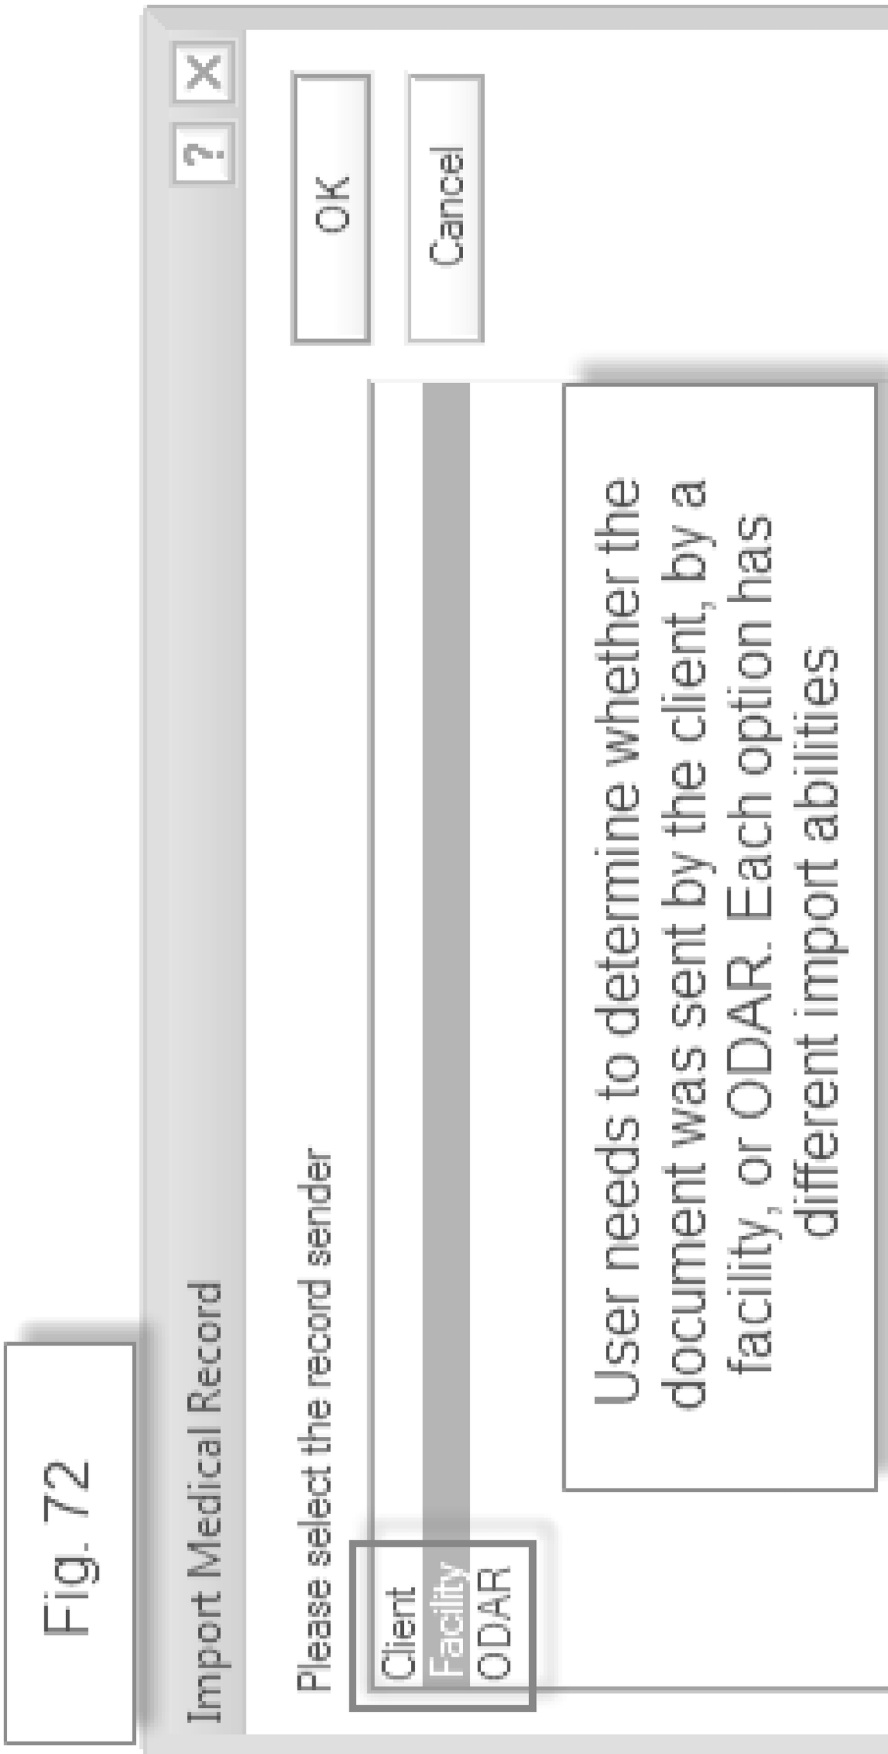 Fig. 72
Import Medical Record
? X
Please select the record sender
OK
Cancel
Client
Facility
ODAR
User needs to determine whether the
document was sent by the client, by a
facility, or ODAR. Each option has
different import abilities